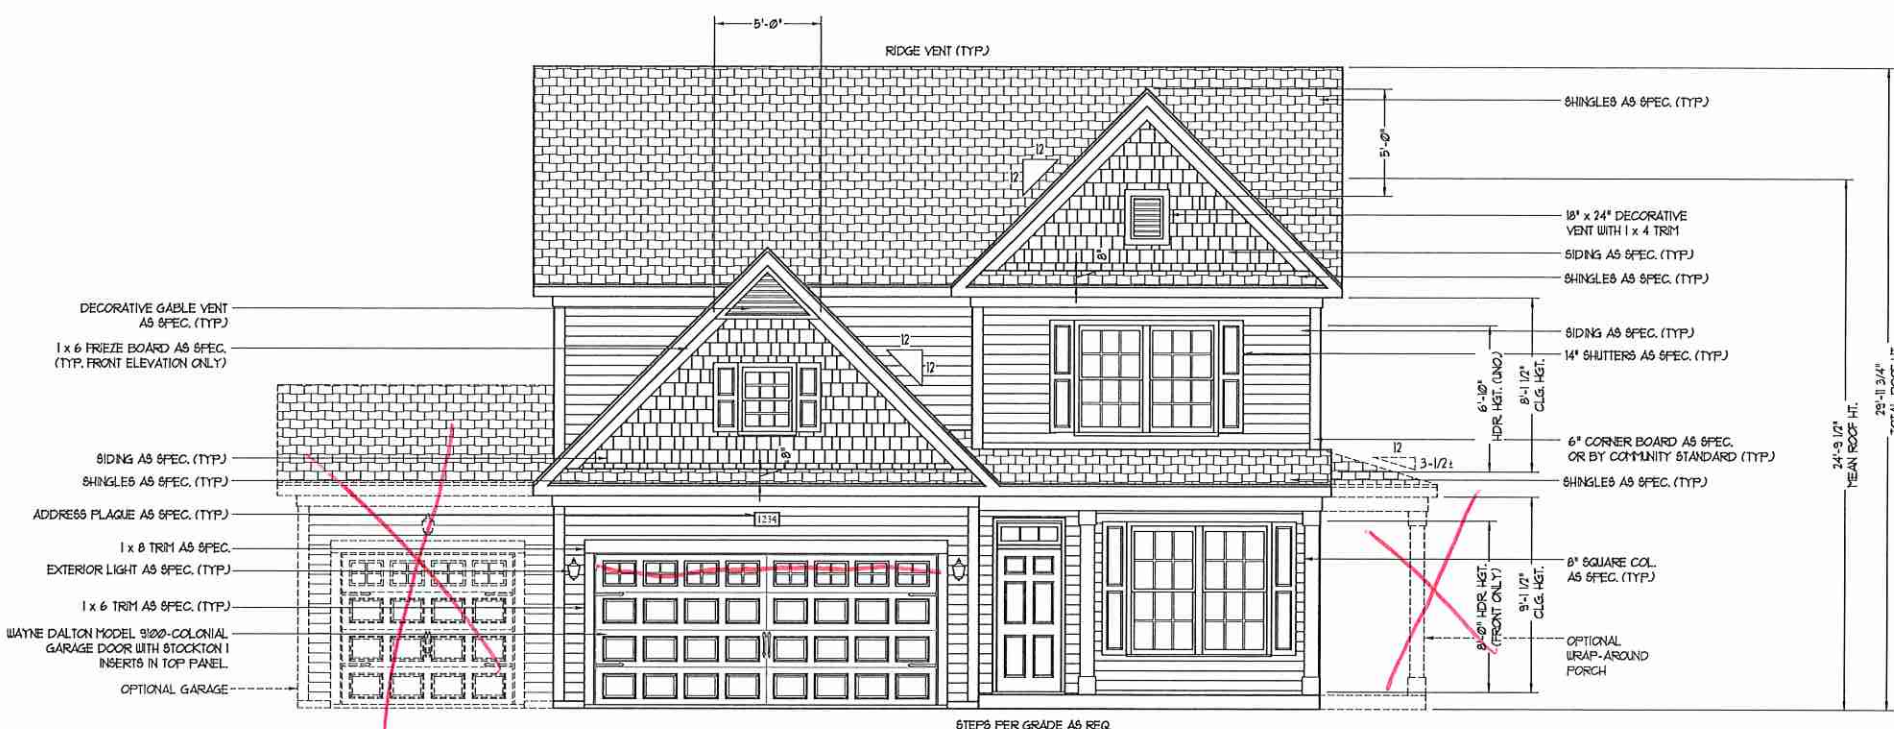 5'-0"
RIDGE VENT (TYP.)
SHINGLES AS SPEC. (TYP.)
5'-0"
12
12
18" x 24" DECORATIVE
VENT WITH 1 x 4 TRIM
SIDING AS SPEC. (TYP.)
SHINGLES AS SPEC. (TYP.)
8"
DECORATIVE GABLE VENT
AS SPEC. (TYP.)
1 x 6 FRIEZE BOARD AS SPEC.
(TYP. FRONT ELEVATION ONLY)
12
12
SIDING AS SPEC. (TYP.)
14" SHUTTERS AS SPEC. (TYP.)
6'-10"
HDR. HGT. (UNO)
8'-1 1/2"
CLG. HGT.
24'-9 1/2"
MEAN ROOF HT.
29'-11 3/4"
TOTAL ROOF HT.
6" CORNER BOARD AS SPEC.
OR BY COMMUNITY STANDARD (TYP.)
12
3-1/2±
SHINGLES AS SPEC. (TYP.)
SIDING AS SPEC. (TYP.)
8"
SHINGLES AS SPEC. (TYP.)
ADDRESS PLAQUE AS SPEC. (TYP.)
1234
1 x 8 TRIM AS SPEC.
EXTERIOR LIGHT AS SPEC. (TYP.)
1 x 6 TRIM AS SPEC. (TYP.)
WAYNE DALTON MODEL 9100-COLONIAL
GARAGE DOOR WITH STOCKTON 1
INSERTS IN TOP PANEL.
OPTIONAL GARAGE
8'-0" HDR. HGT.
(FRONT ONLY)
9'-1 1/2"
CLG. HGT.
8" SQUARE COL.
AS SPEC. (TYP.)
OPTIONAL
WRAP-AROUND
PORCH
STEPS PER GRADE AS REQ.